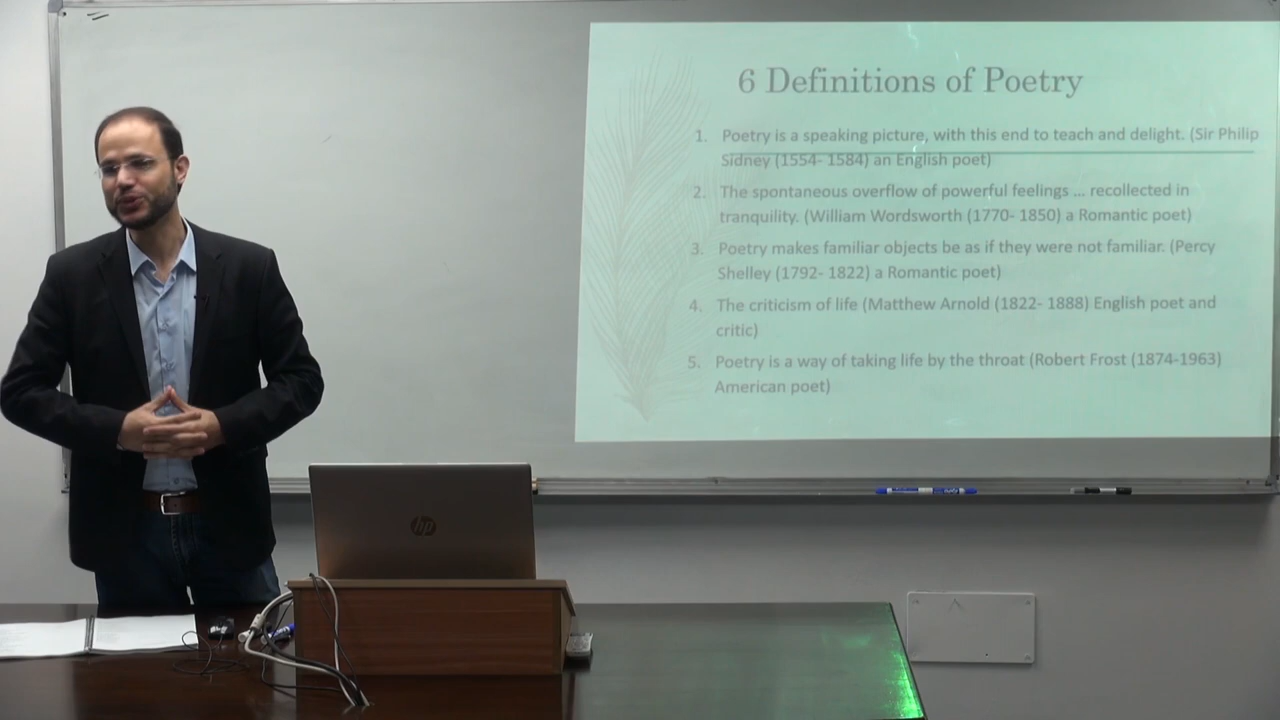 6 Definitions of Poetry
1. Poetry is a speaking picture, with this end to teach and delight. (Sir Philip
Sidney (1554- 1584) an English poet)
2. The spontaneous overflow of powerful feelings ... recollected in
tranquility. (William Wordsworth (1770- 1850) a Romantic poet)
3. Poetry makes familiar objects be as if they were not familiar. (Percy
Shelley (1792- 1822) a Romantic poet)
4. The criticism of life (Matthew Arnold (1822- 1888) English poet and
critic)
5. Poetry is a way of taking life by the throat (Robert Frost (1874-1963)
American poet)
hp